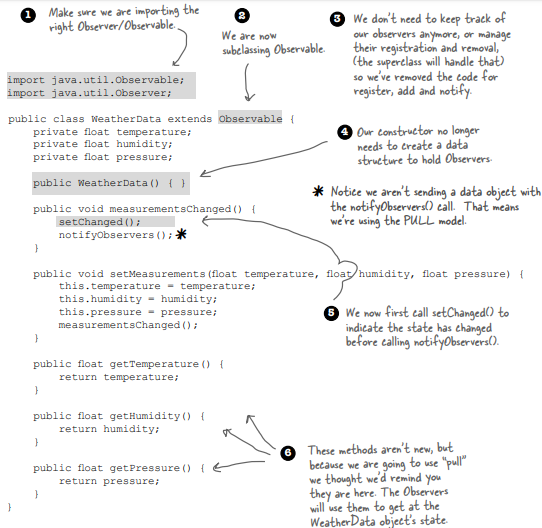 1 Make sure we are importing the
right Observer/Observable.
2
We are now
subclassing Observable.
3 We don't need to keep track of
our observers anymore, or manage
their registration and removal,
(the superclass will handle that)
so we've removed the code for
register, add and notify.
import java.util.Observable;
import java.util.Observer;
public class WeatherData extends Observable {
private float temperature;
private float humidity;
private float pressure;
4 Our constructor no longer
needs to create a data
structure to hold Observers.
public WeatherData() { }
* Notice we aren't sending a data object with
the notifyObservers() call. That means
we're using the PULL model.
public void measurementsChanged() {
setChanged();
notifyObservers(); *
}
public void setMeasurements(float temperature, float humidity, float pressure) {
this.temperature = temperature;
this.humidity = humidity;
this.pressure = pressure;
measurementsChanged();
}
5 We now first call setChanged() to
indicate the state has changed
before calling notifyObservers().
public float getTemperature() {
return temperature;
}
public float getHumidity() {
return humidity;
}
public float getPressure() {
return pressure;
}
}
6 These methods aren't new, but
because we are going to use "pull"
we thought we'd remind you
they are here. The Observers
will use them to get at the
WeatherData object's state.